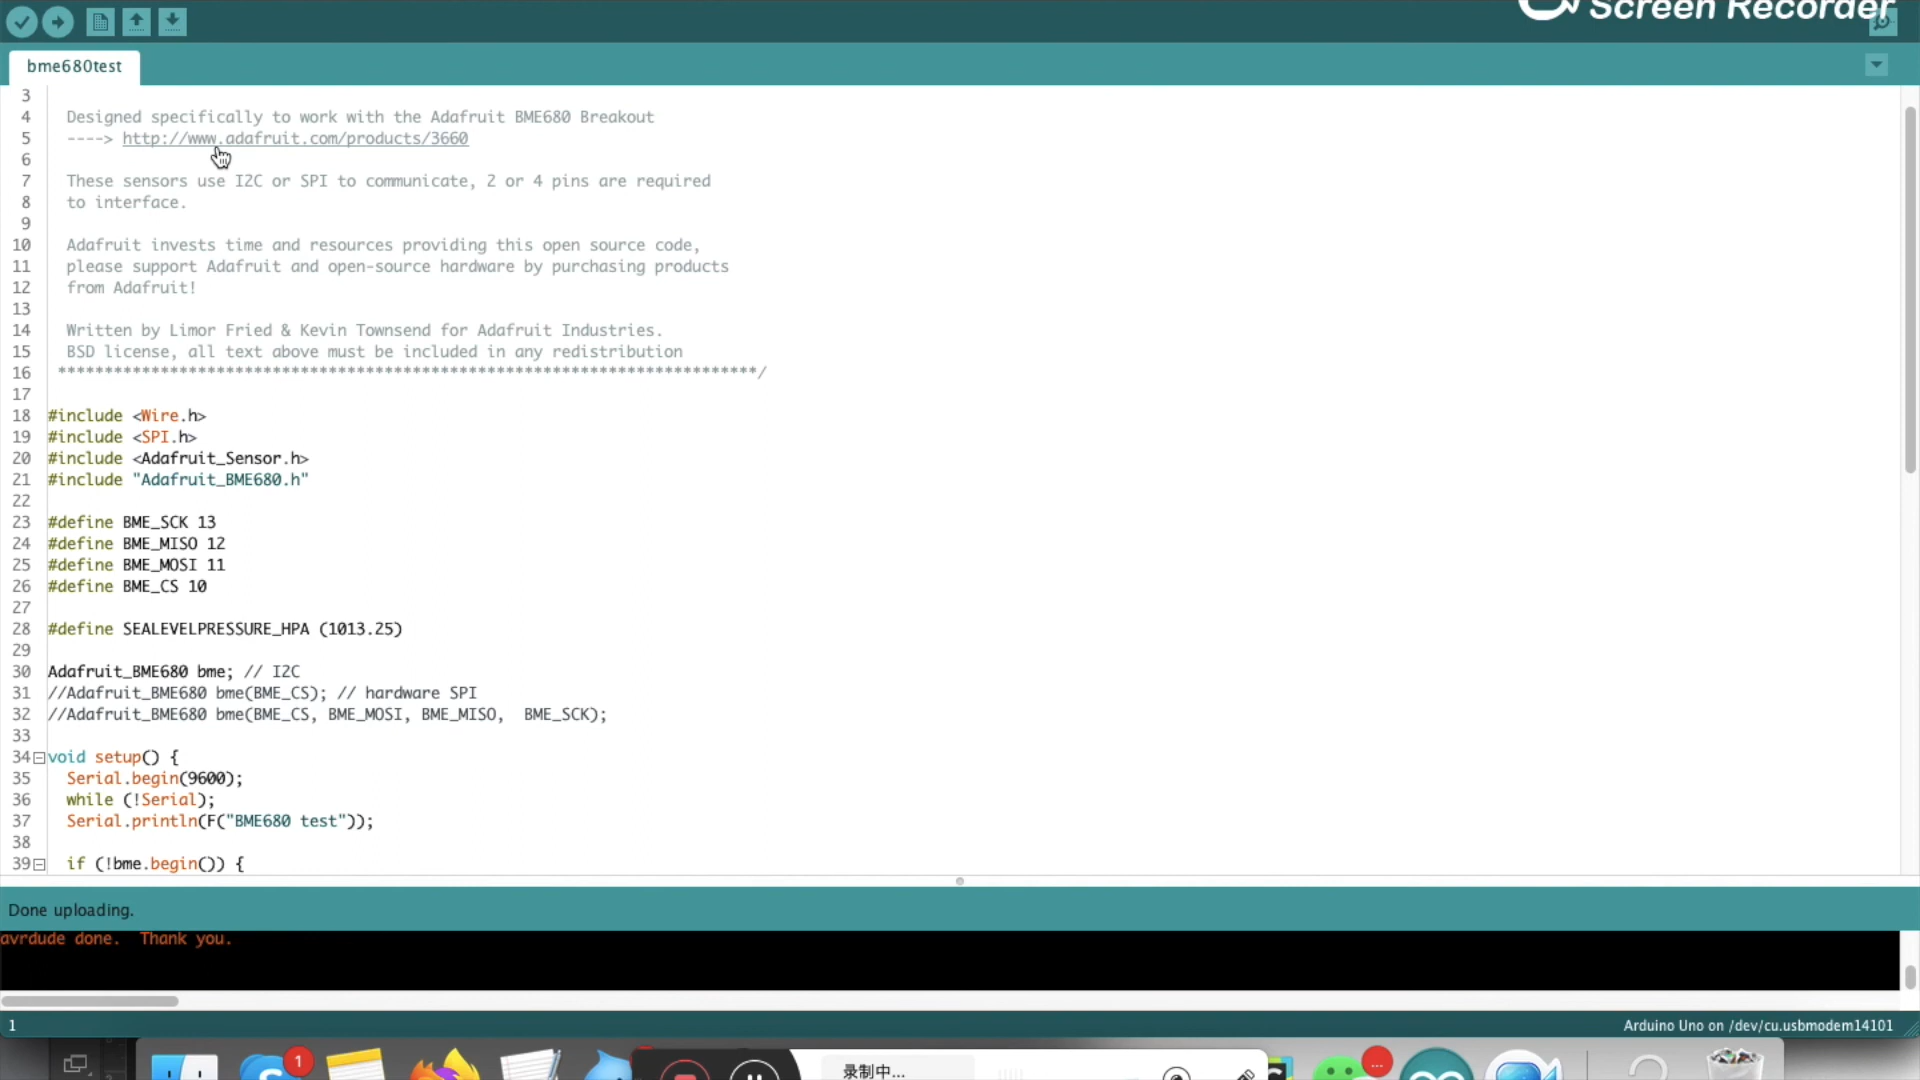 Screen Recorder
bme680test
3
4 Designed specifically to work with the Adafruit BME680 Breakout
5 ----> http://www.adafruit.com/products/3660
6
7 These sensors use I2C or SPI to communicate, 2 or 4 pins are required
8 to interface.
9
10 Adafruit invests time and resources providing this open source code,
11 please support Adafruit and open-source hardware by purchasing products
12 from Adafruit!
13
14 Written by Limor Fried & Kevin Townsend for Adafruit Industries.
15 BSD license, all text above must be included in any redistribution
16 ***************************************************************************/
17
18 #include <Wire.h>
19 #include <SPI.h>
20 #include <Adafruit_Sensor.h>
21 #include "Adafruit_BME680.h"
22
23 #define BME_SCK 13
24 #define BME_MISO 12
25 #define BME_MOSI 11
26 #define BME_CS 10
27
28 #define SEALEVELPRESSURE_HPA (1013.25)
29
30 Adafruit_BME680 bme; // I2C
31 //Adafruit_BME680 bme(BME_CS); // hardware SPI
32 //Adafruit_BME680 bme(BME_CS, BME_MOSI, BME_MISO,  BME_SCK);
33
34 void setup() {
35 Serial.begin(9600);
36 while (!Serial);
37 Serial.println(F("BME680 test"));
38
39 if (!bme.begin()) {
Done uploading.
avrdude done.  Thank you.
1 Arduino Uno on /dev/cu.usbmodem14101
1
录制中...